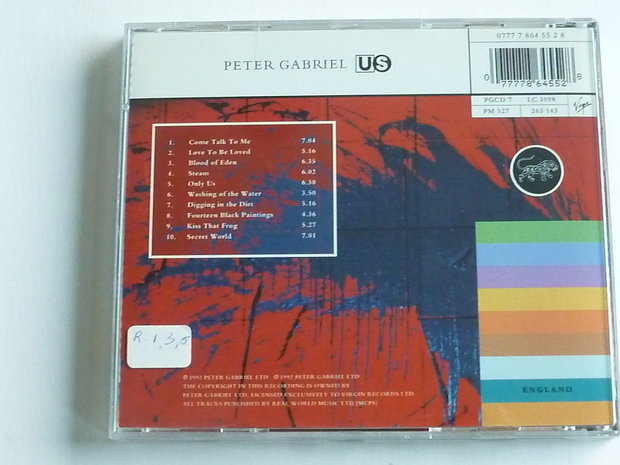 PETER GABRIEL US
0777 7 864 55 2 8
0 77778 64552 8
PGCD 7 LC 3098
PM 527 263 143
Virgin
1. Come Talk To Me 7.04
2. Love To Be Loved 5.16
3. Blood of Eden 6.35
4. Steam 6.02
5. Only Us 6.30
6. Washing of the Water 3.50
7. Digging in the Dirt 5.16
8. Fourteen Black Paintings 4.36
9. Kiss That Frog 5.27
10. Secret World 7.01
R. 1,3,5
℗ 1992 PETER GABRIEL LTD © 1992 PETER GABRIEL LTD
THE COPYRIGHT IN THIS RECORDING IS OWNED BY
PETER GABRIEL LTD. LICENSED EXCLUSIVELY TO VIRGIN RECORDS LTD
ALL TRACKS PUBLISHED BY REAL WORLD MUSIC LTD (MCPS)
ENGLAND